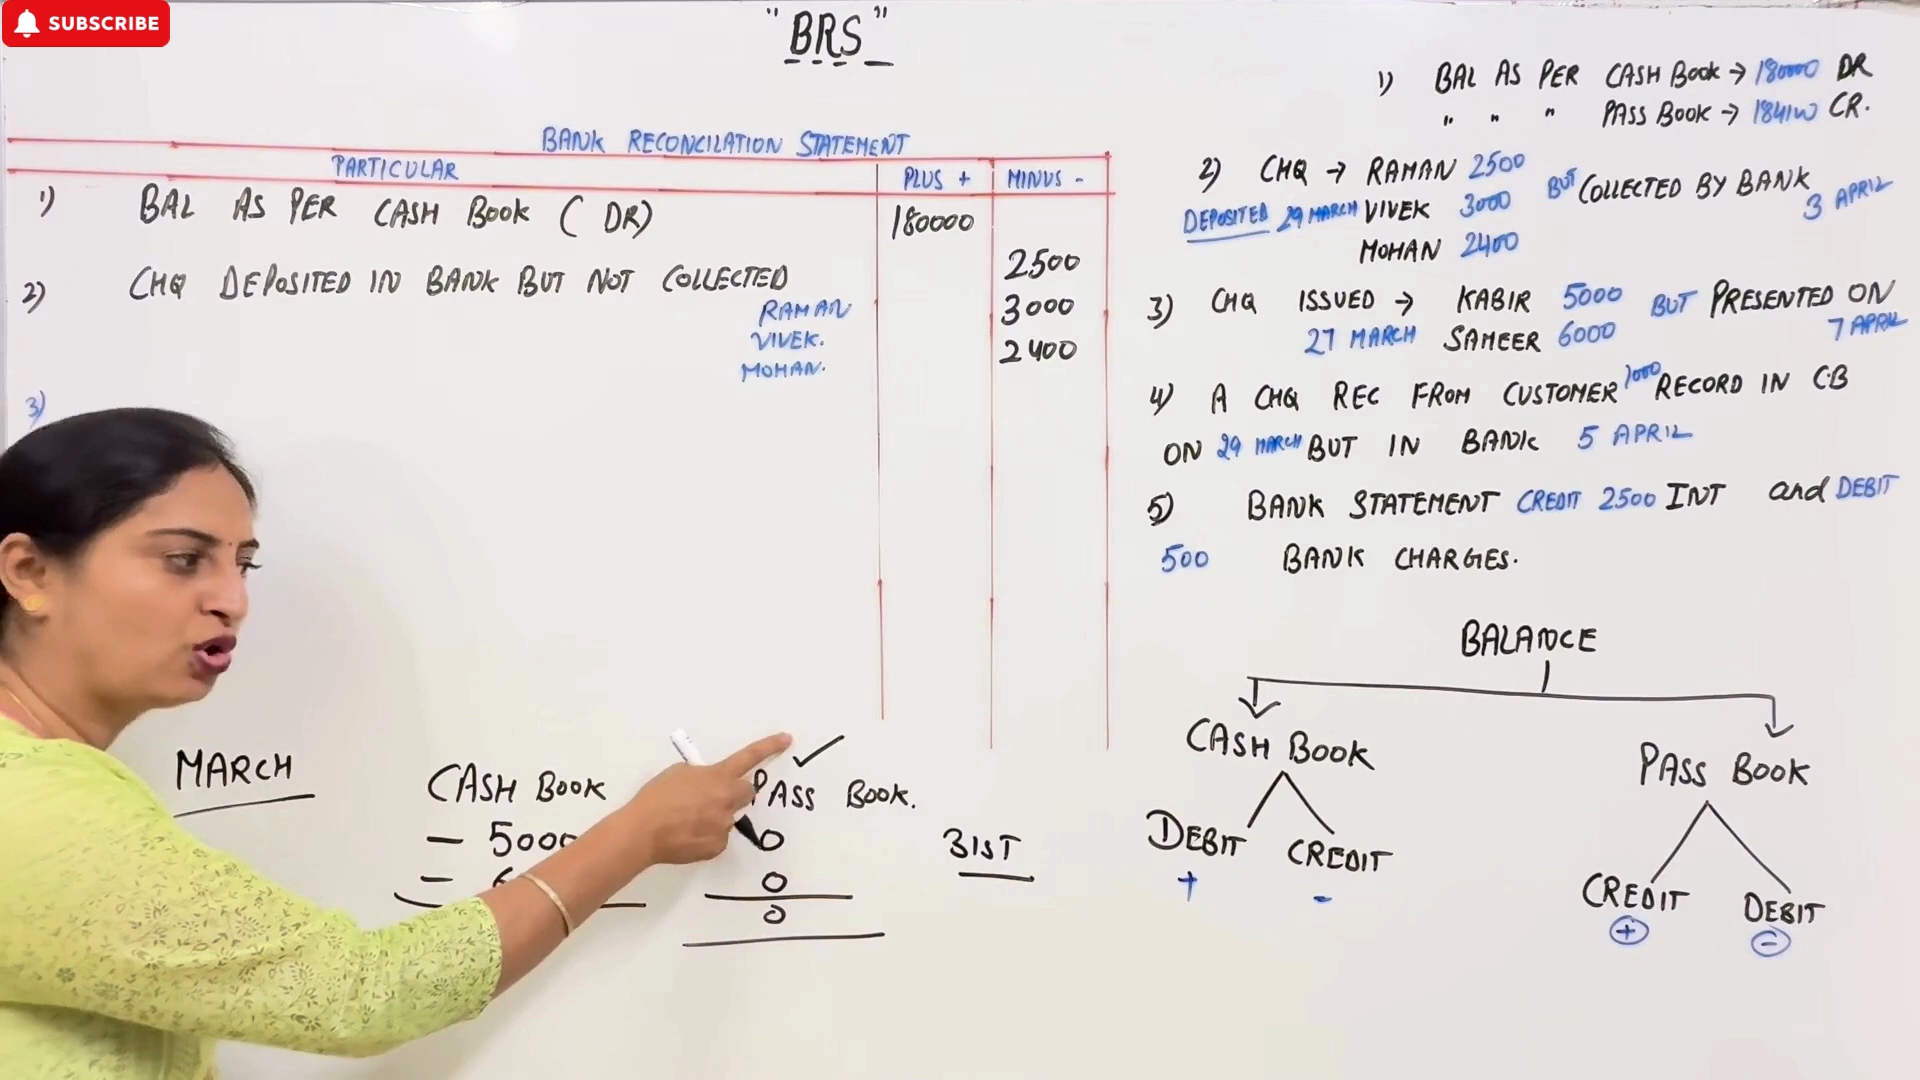 SUBSCRIBE
"BRS"
BANK RECONCILATION STATEMENT
PARTICULAR
PLUS +
MINUS -
1) BAL AS PER CASH BOOK (DR)
180000
2) CHQ DEPOSITED IN BANK BUT NOT COLLECTED
RAMAN
VIVEK.
MOHAN.
2500
3000
2400
3)
1) BAL AS PER CASH BOOK → 180000 DR
" " " PASS BOOK → 184100 CR.
2) CHQ → RAMAN 2500
DEPOSITED 29 MARCH VIVEK 3000
MOHAN 2400
BUT COLLECTED BY BANK
3 APRIL
3) CHQ ISSUED → KABIR 5000 BUT PRESENTED ON
27 MARCH SAMEER 6000
7 APRIL
4) A CHQ REC FROM CUSTOMER 1000 RECORD IN C.B
ON 29 MARCH BUT IN BANK 5 APRIL
5) BANK STATEMENT CREDIT 2500 INT and DEBIT
500 BANK CHARGES.
BALANCE
CASH BOOK
PASS BOOK
DEBIT CREDIT
+ -
CREDIT DEBIT
+ -
MARCH
CASH BOOK
PASS BOOK.
- 5000
0
-
0
0
31ST